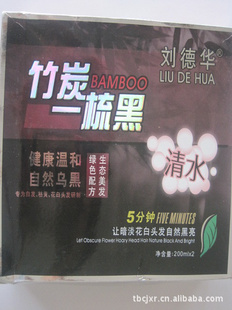 刘德华®
LIU DE HUA
竹炭
BAMBOO
一梳黑
健康温和
自然乌黑
绿色配方
生态美发
清水
5分钟 FIVE MINUTES
让暗淡花白头发自然黑亮
Let Obscure Flower Hoary Head Hair Nature Black And Bright
净含量:200ml×2
tbcjxr.cn.alibaba.com